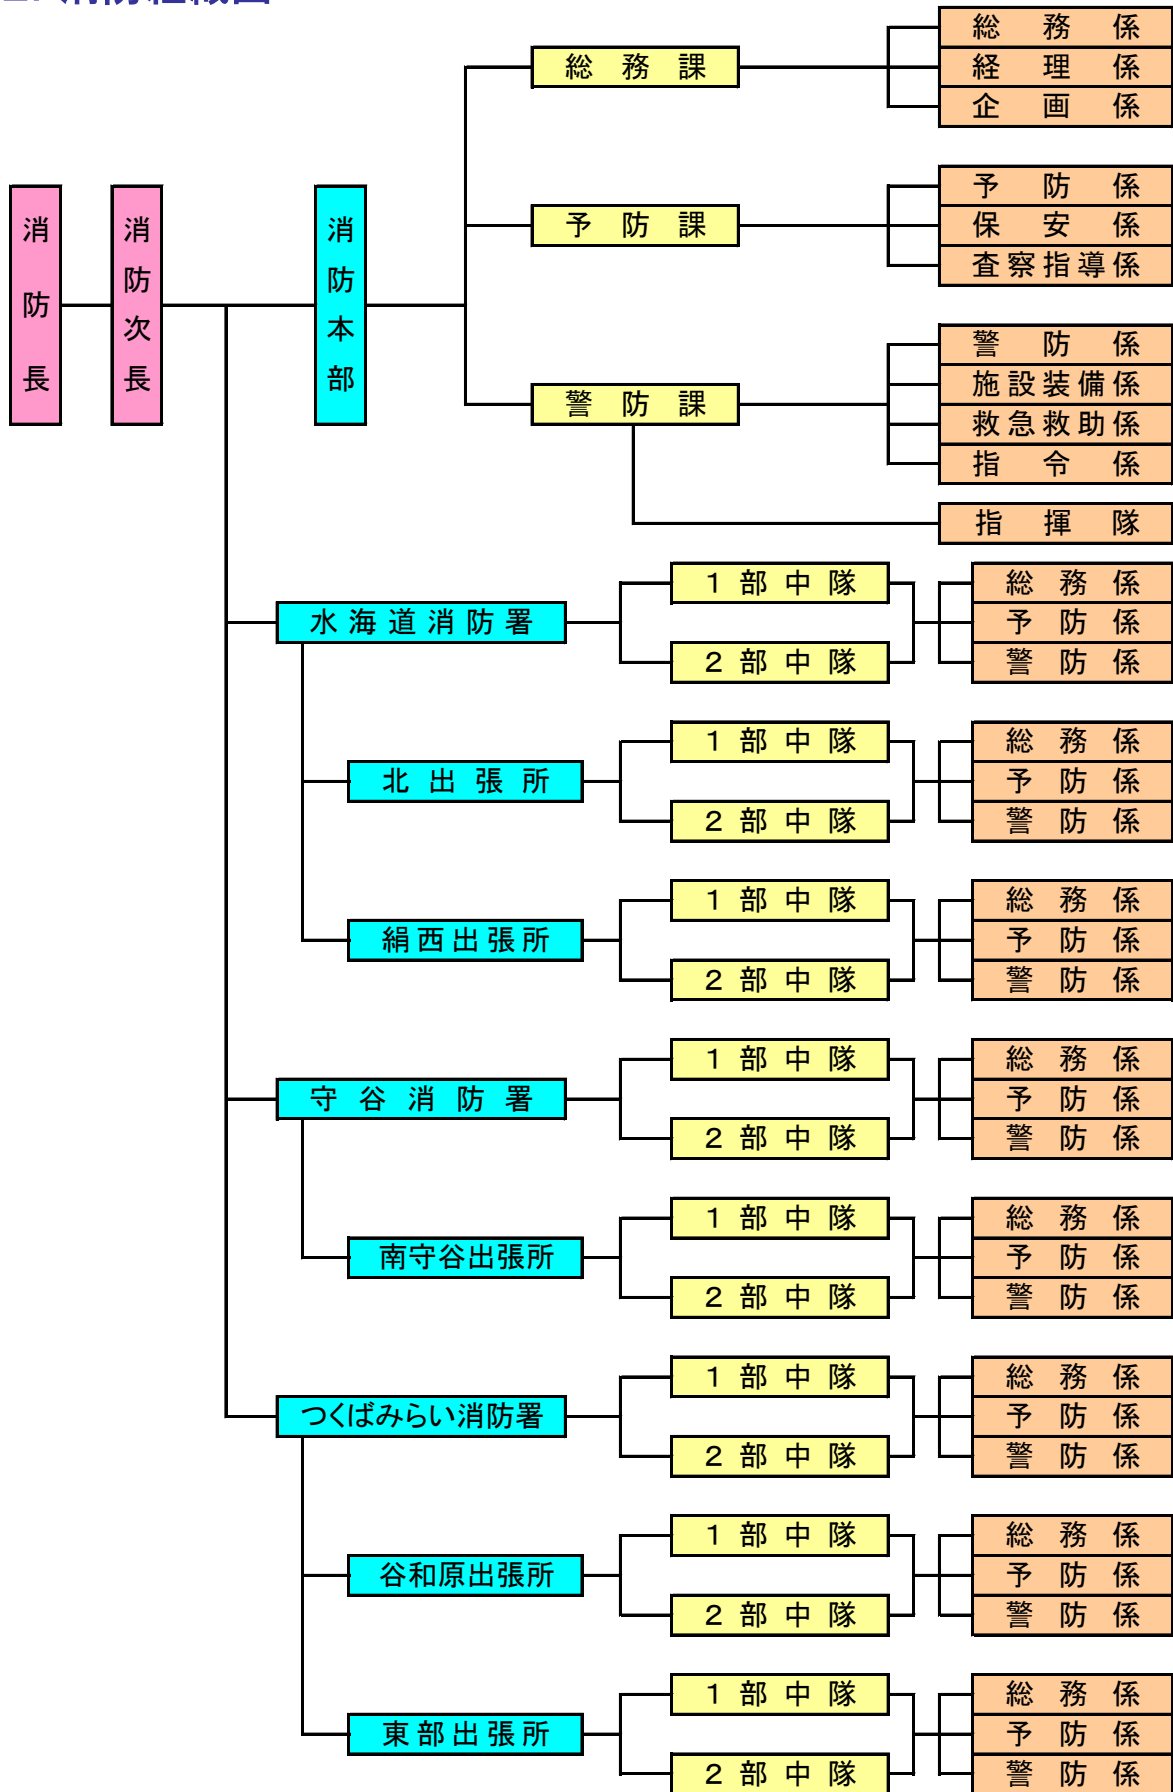 2.消防組織図
消防長
消防次長
消防本部
総務課
総務係
経理係
企画係
予防課
予防係
保安係
査察指導係
警防課
警防係
施設装備係
救急救助係
指令係
指揮隊
水海道消防署
1部中隊
2部中隊
総務係
予防係
警防係
北出張所
1部中隊
2部中隊
総務係
予防係
警防係
絹西出張所
1部中隊
2部中隊
総務係
予防係
警防係
守谷消防署
1部中隊
2部中隊
総務係
予防係
警防係
南守谷出張所
1部中隊
2部中隊
総務係
予防係
警防係
つくばみらい消防署
1部中隊
2部中隊
総務係
予防係
警防係
谷和原出張所
1部中隊
2部中隊
総務係
予防係
警防係
東部出張所
1部中隊
2部中隊
総務係
予防係
警防係